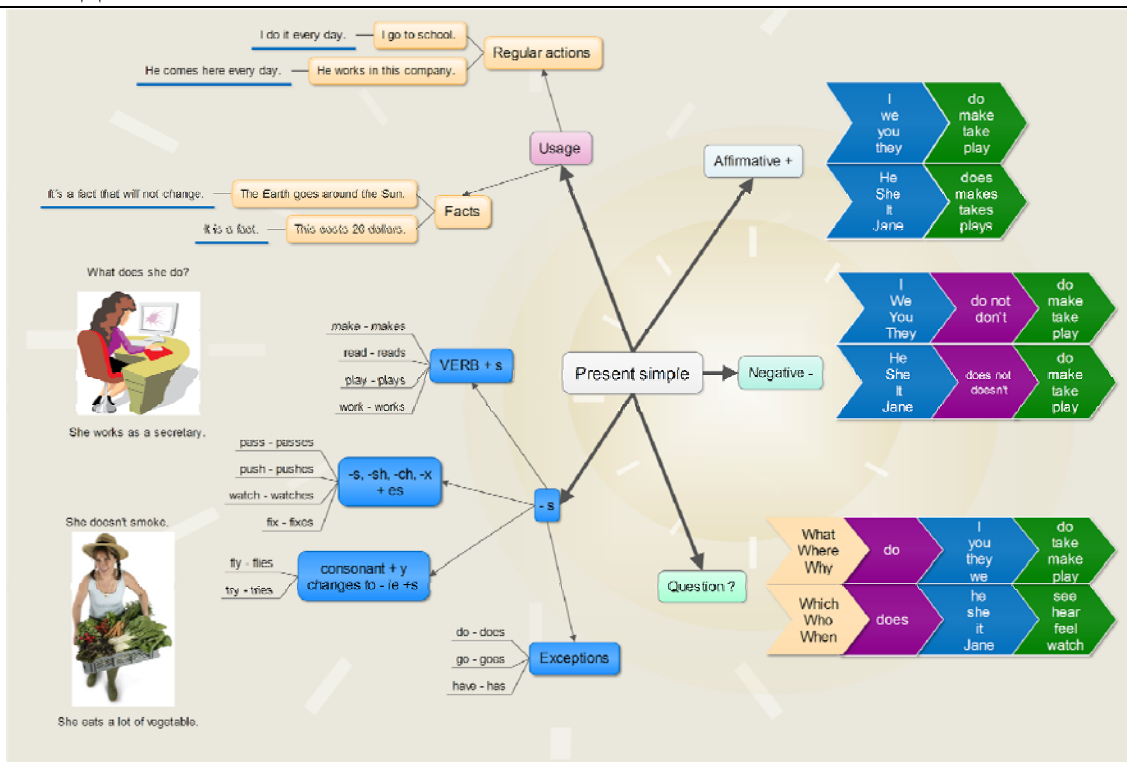 I do it every day.
I go to school.
Regular actions
He comes here every day.
He works in this company.
Usage
It's a fact that will not change.
The Earth goes around the Sun.
Facts
It is a fact.
This costs 20 dollars.
Affirmative +
I
we
you
they
do
make
take
play
He
She
It
Jane
does
makes
takes
plays
What does she do?
She works as a secretary.
make - makes
read - reads
play - plays
work - works
VERB + s
Present simple
Negative -
I
We
You
They
do not
don't
do
make
take
play
He
She
It
Jane
does not
doesn't
do
make
take
play
pass - passes
push - pushes
watch - watches
fix - fixes
-s, -sh, -ch, -x
+ es
- s
She doesn't smoke.
fly - flies
try - tries
consonant + y
changes to - ie +s
Question ?
What
Where
Why
do
I
you
they
we
do
take
make
play
Which
Who
When
does
he
she
it
Jane
see
hear
feel
watch
do - does
go - goes
have - has
Exceptions
She eats a lot of vegetable.